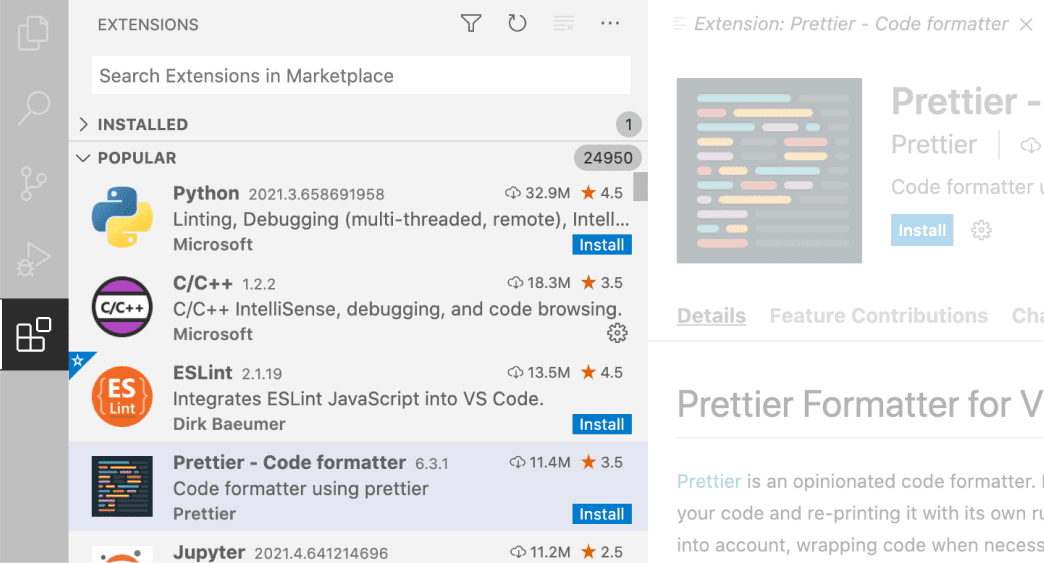 EXTENSIONS
Search Extensions in Marketplace
INSTALLED 1
POPULAR 24950
Python 2021.3.658691958 32.9M 4.5
Linting, Debugging (multi-threaded, remote), Intell...
Microsoft Install
C/C++
C/C++ 1.2.2 18.3M 3.5
C/C++ IntelliSense, debugging, and code browsing.
Microsoft
ES
Lint
ESLint 2.1.19 13.5M 4.5
Integrates ESLint JavaScript into VS Code.
Dirk Baeumer Install
Prettier - Code formatter 6.3.1 11.4M 3.5
Code formatter using prettier
Prettier Install
Jupyter 2021.4.641214696 11.2M 2.5
Extension: Prettier - Code formatter
Prettier -
Prettier
Code formatter u
Install
Details Feature Contributions Cha
Prettier Formatter for V
Prettier is an opinionated code formatter.
your code and re-printing it with its own ru
into account, wrapping code when necess